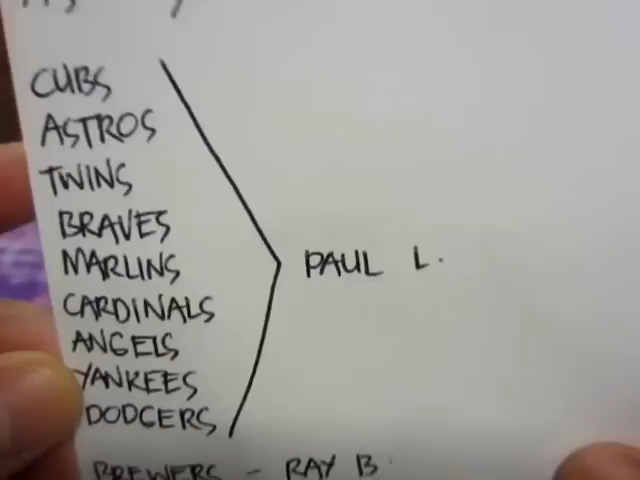 CUBS
ASTROS
TWINS
BRAVES
MARLINS PAUL L.
CARDINALS
ANGELS
YANKEES
DODGERS
BREWERS - RAY B.